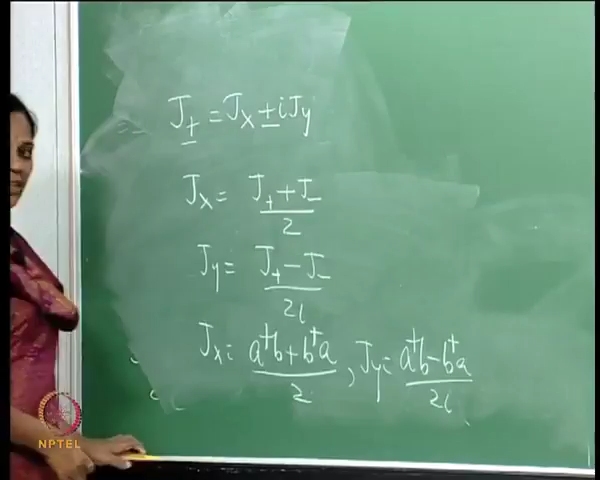 J± = Jx ± iJy
Jx = J+ + J- / 2
Jy = J+ - J- / 2i
Jx = a†b + b†a / 2 , Jy = a†b - b†a / 2i
NPTEL